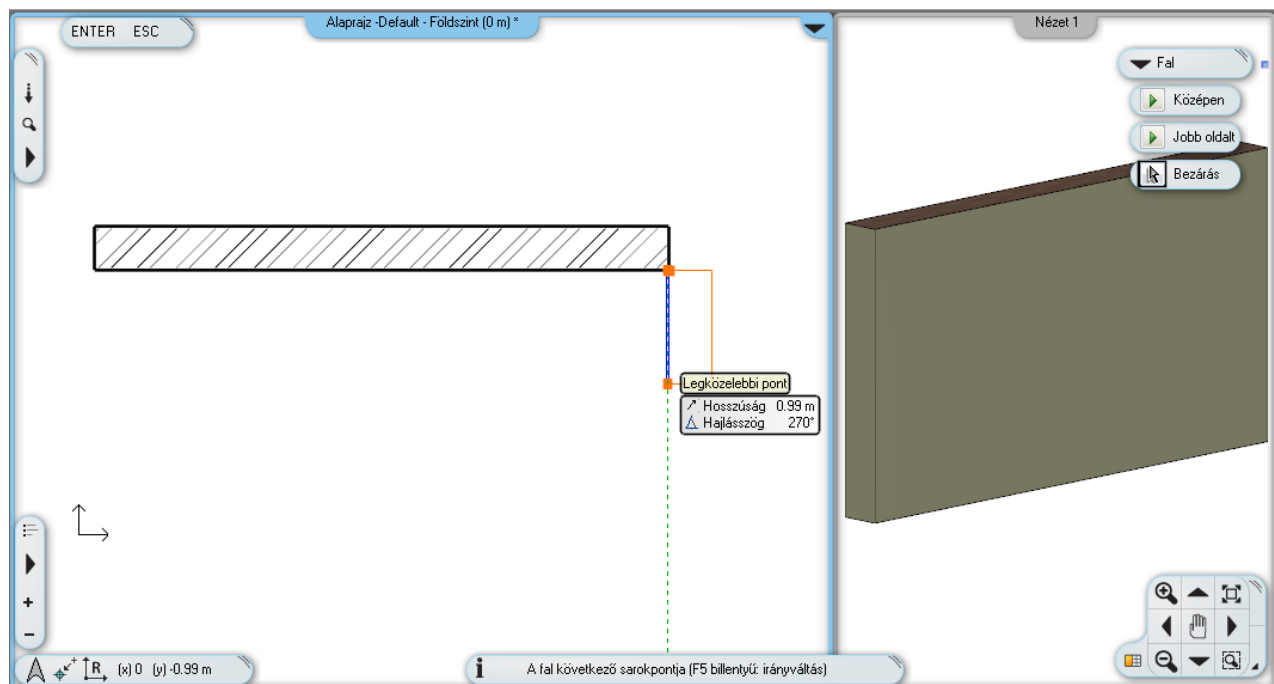 ENTER ESC
Alaprajz -Default - Földszint (0 m) *
Nézet 1
Fal
Középen
Jobb oldalt
Bezárás
Legközelebbi pont
Hosszúság 0.99 m
Hajlásszög 270°
R (x) 0 (y) -0.99 m
i A fal következő sarokpontja (F5 billentyű: irányváltás)